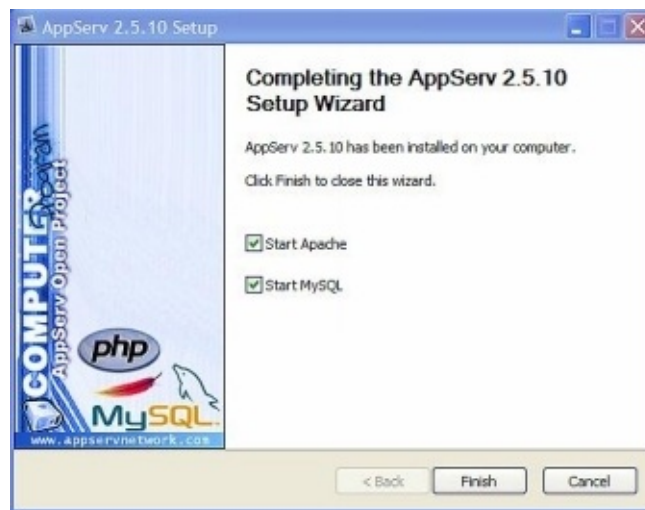 AppServ 2.5.10 Setup
Completing the AppServ 2.5.10
Setup Wizard
AppServ 2.5.10 has been installed on your computer.
Click Finish to close this wizard.
Start Apache
Start MySQL
COMPUTER
Program
AppServ Open Project
php
MySQL
www.appservnetwork.com
< Back
Finish
Cancel